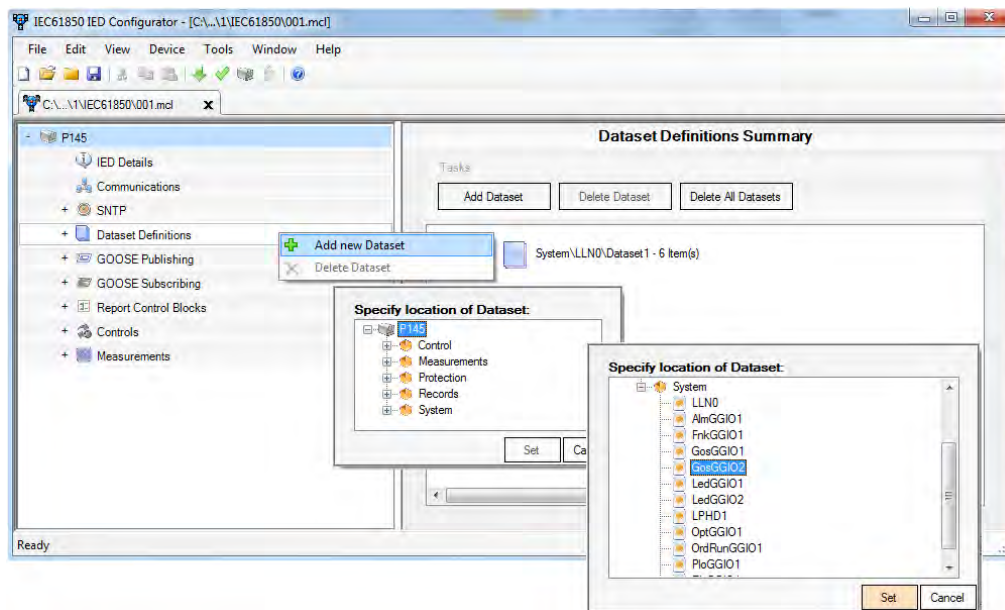 IEC61850 IED Configurator - [C:\...\1\IEC61850\001.mcl]
File Edit View Device Tools Window Help
C:\...\1\IEC61850\001.mcl X
P145
IED Details
Communications
SNTP
Dataset Definitions
GOOSE Publishing
GOOSE Subscribing
Report Control Blocks
Controls
Measurements
Add new Dataset
Delete Dataset
Dataset Definitions Summary
Tasks
Add Dataset Delete Dataset Delete All Datasets
System\LLN0\Dataset1 - 6 Item(s)
Specify location of Dataset:
P145
Control
Measurements
Protection
Records
System
Set
Specify location of Dataset:
System
LLN0
AlmGGIO1
FnkGGIO1
GosGGIO1
GosGGIO2
LedGGIO1
LedGGIO2
LPHD1
OptGGIO1
OrdRunGGIO1
PloGGIO1
Set Cancel
Ready